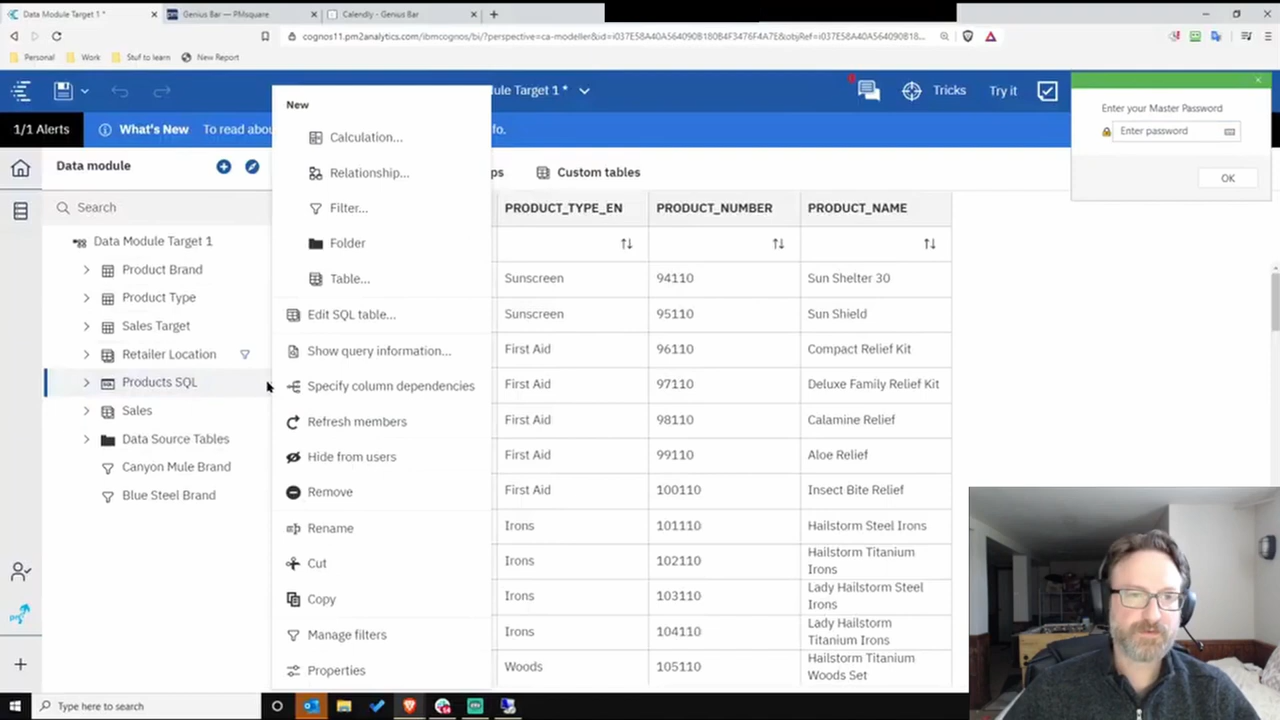 Data Module Target 1 *
Genius Bar — PMsquare
Calendly - Genius Bar
cognos11.pm2analytics.com/ibmcognos/bi/?perspective=ca-modeller&id=i037E58A40A564090B180B4F3476F4A7E&objRef=i037E58A40A564090B18...
Personal
Work
Stuf to learn
New Report
ule Target 1 *
Tricks
Try it
Enter your Master Password
Enter password
OK
1/1 Alerts
What's New
To read abou
fo.
Data module
ps
Custom tables
Search
Data Module Target 1
Product Brand
Product Type
Sales Target
Retailer Location
Products SQL
Sales
Data Source Tables
Canyon Mule Brand
Blue Steel Brand
New
Calculation...
Relationship...
Filter...
Folder
Table...
Edit SQL table...
Show query information...
Specify column dependencies
Refresh members
Hide from users
Remove
Rename
Cut
Copy
Manage filters
Properties
PRODUCT_TYPE_EN PRODUCT_NUMBER PRODUCT_NAME
Sunscreen 94110 Sun Shelter 30
Sunscreen 95110 Sun Shield
First Aid 96110 Compact Relief Kit
First Aid 97110 Deluxe Family Relief Kit
First Aid 98110 Calamine Relief
First Aid 99110 Aloe Relief
First Aid 100110 Insect Bite Relief
Irons 101110 Hailstorm Steel Irons
Irons 102110 Hailstorm Titanium
Irons
Irons 103110 Lady Hailstorm Steel
Irons
Irons 104110 Lady Hailstorm
Titanium Irons
Woods 105110 Hailstorm Titanium
Woods Set
Type here to search